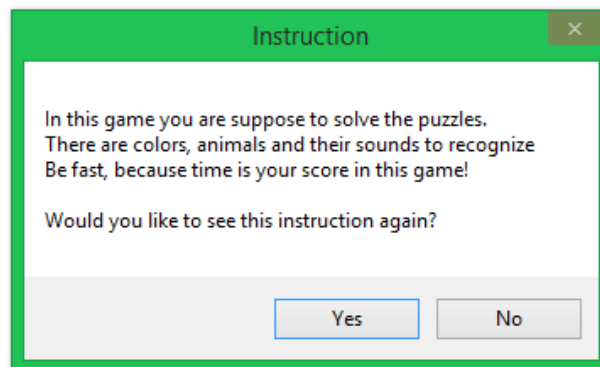 Instruction
In this game you are suppose to solve the puzzles.
There are colors, animals and their sounds to recognize
Be fast, because time is your score in this game!
Would you like to see this instruction again?
Yes
No